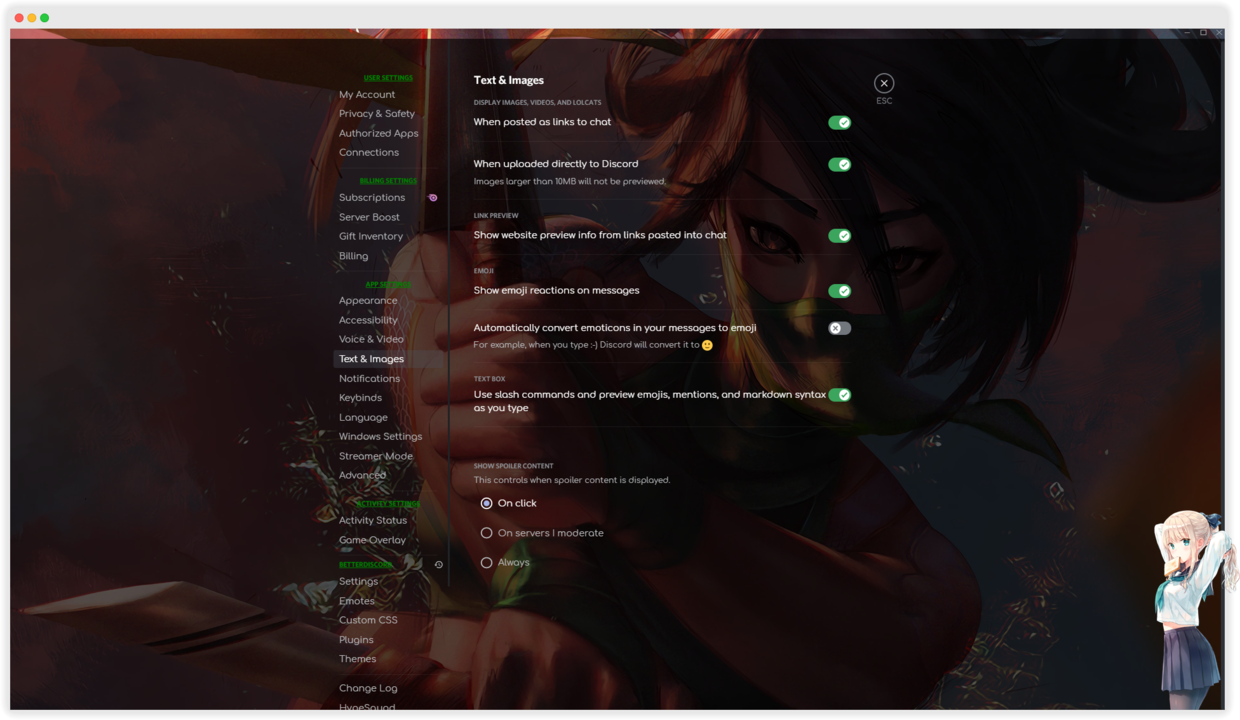 USER SETTINGS
My Account
Privacy & Safety
Authorized Apps
Connections
BILLING SETTINGS
Subscriptions
Server Boost
Gift Inventory
Billing
APP SETTINGS
Appearance
Accessibility
Voice & Video
Text & Images
Notifications
Keybinds
Language
Windows Settings
Streamer Mode
Advanced
ACTIVITY SETTINGS
Activity Status
Game Overlay
BETTERDISCORD
Settings
Emotes
Custom CSS
Plugins
Themes
Change Log
HypeSquad
Text & Images
ESC
DISPLAY IMAGES, VIDEOS, AND LOLCATS
When posted as links to chat
When uploaded directly to Discord
Images larger than 10MB will not be previewed.
LINK PREVIEW
Show website preview info from links pasted into chat
EMOJI
Show emoji reactions on messages
Automatically convert emoticons in your messages to emoji
For example, when you type :-) Discord will convert it to 🙂
TEXT BOX
Use slash commands and preview emojis, mentions, and markdown syntax
as you type
SHOW SPOILER CONTENT
This controls when spoiler content is displayed.
On click
On servers I moderate
Always